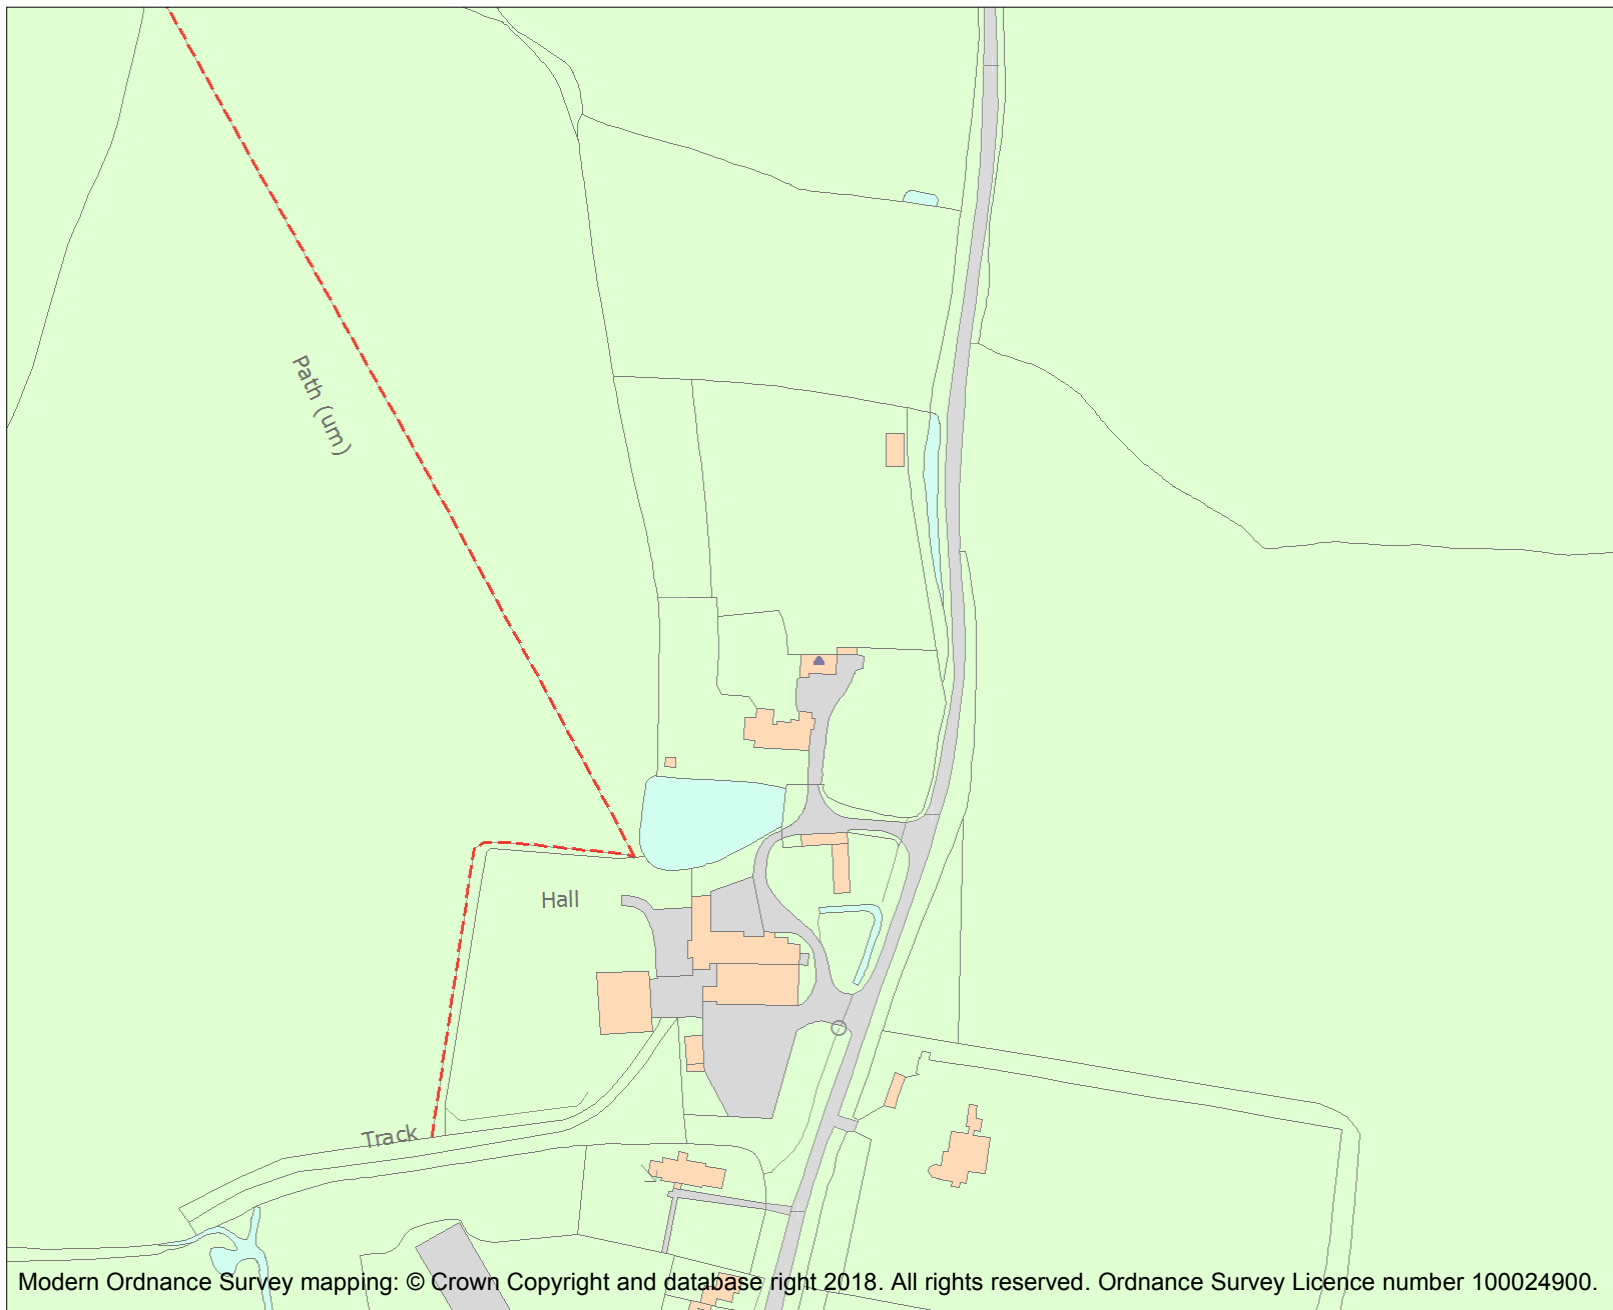 Path (um)
Hall
Track
Modern Ordnance Survey mapping: © Crown Copyright and database right 2018. All rights reserved. Ordnance Survey Licence number 100024900.